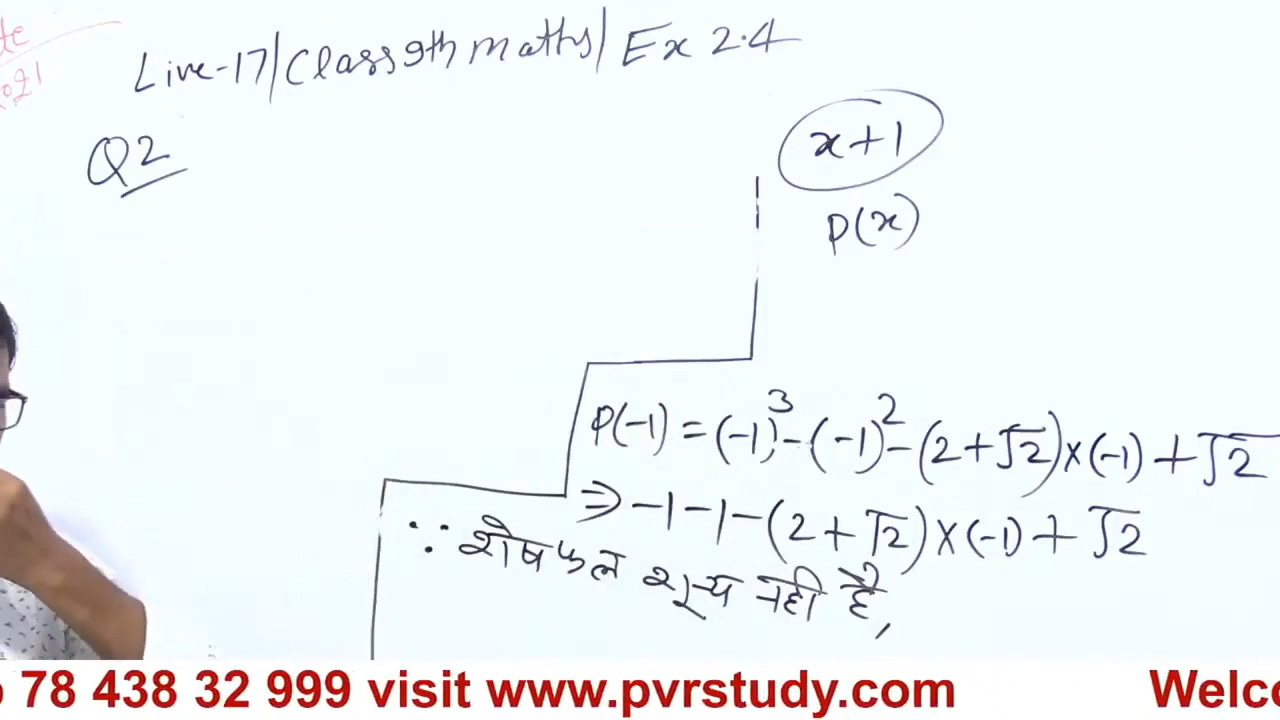 Live-17/Class 9th maths/Ex 2.4
Q2
x+1
P(x)
P(-1) = (-1)³-(-1)²-(2+√2)×(-1)+√2
⇒ -1-1-(2+√2)×(-1)+√2
∵ शेषफल शून्य नहीं है,
78 438 32 999 visit www.pvrstudy.com